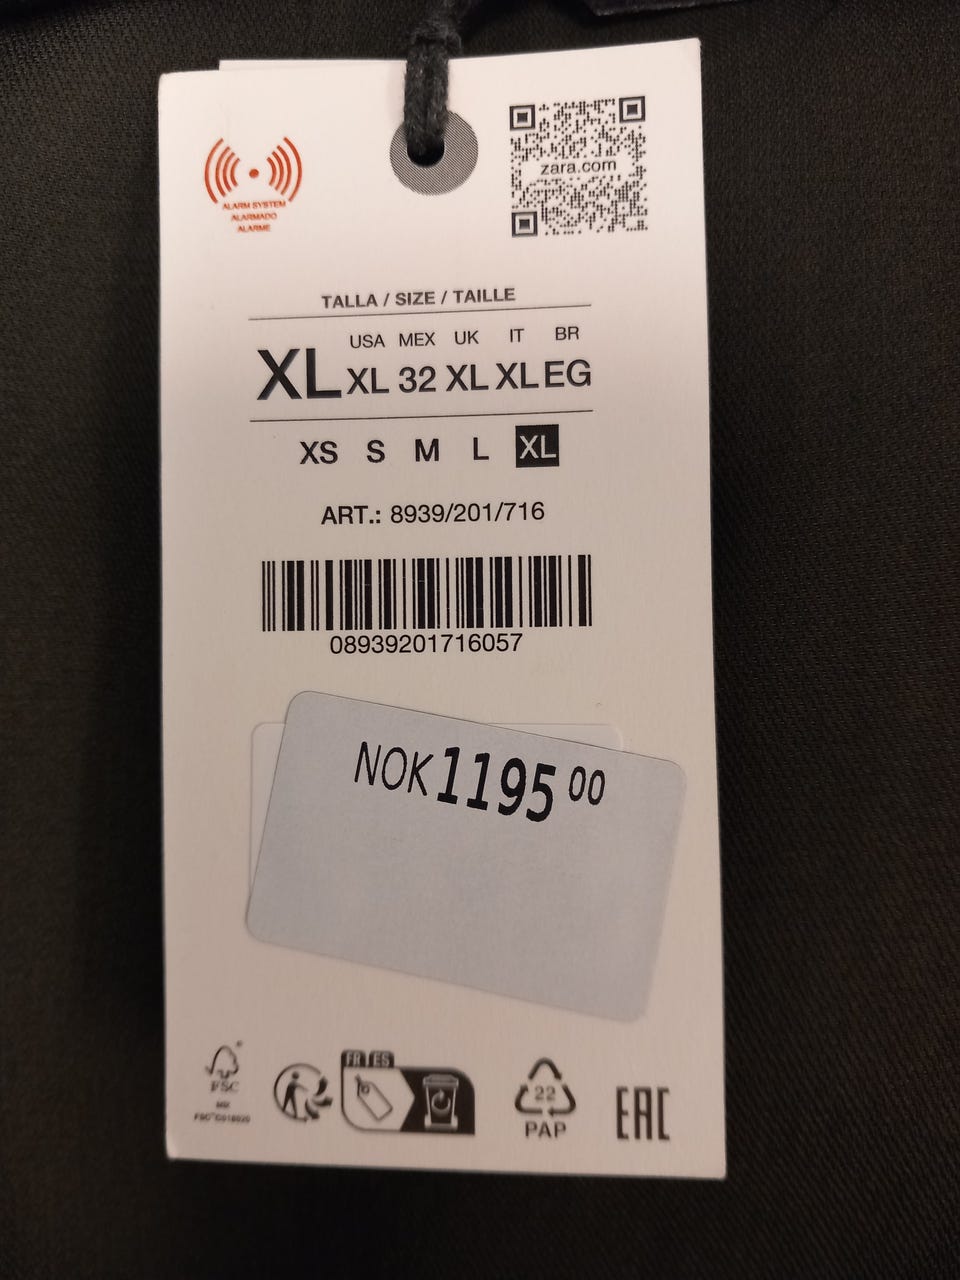 zara.com
ALARM SYSTEM
ALARMADO
ALARME
TALLA / SIZE / TAILLE
USA MEX UK IT BR
XL XL 32 XL XL EG
XS S M L XL
ART.: 8939/201/716
08939201716057
NOK 1195 00
FR ES
FSC
MIX
22
PAP
EAC